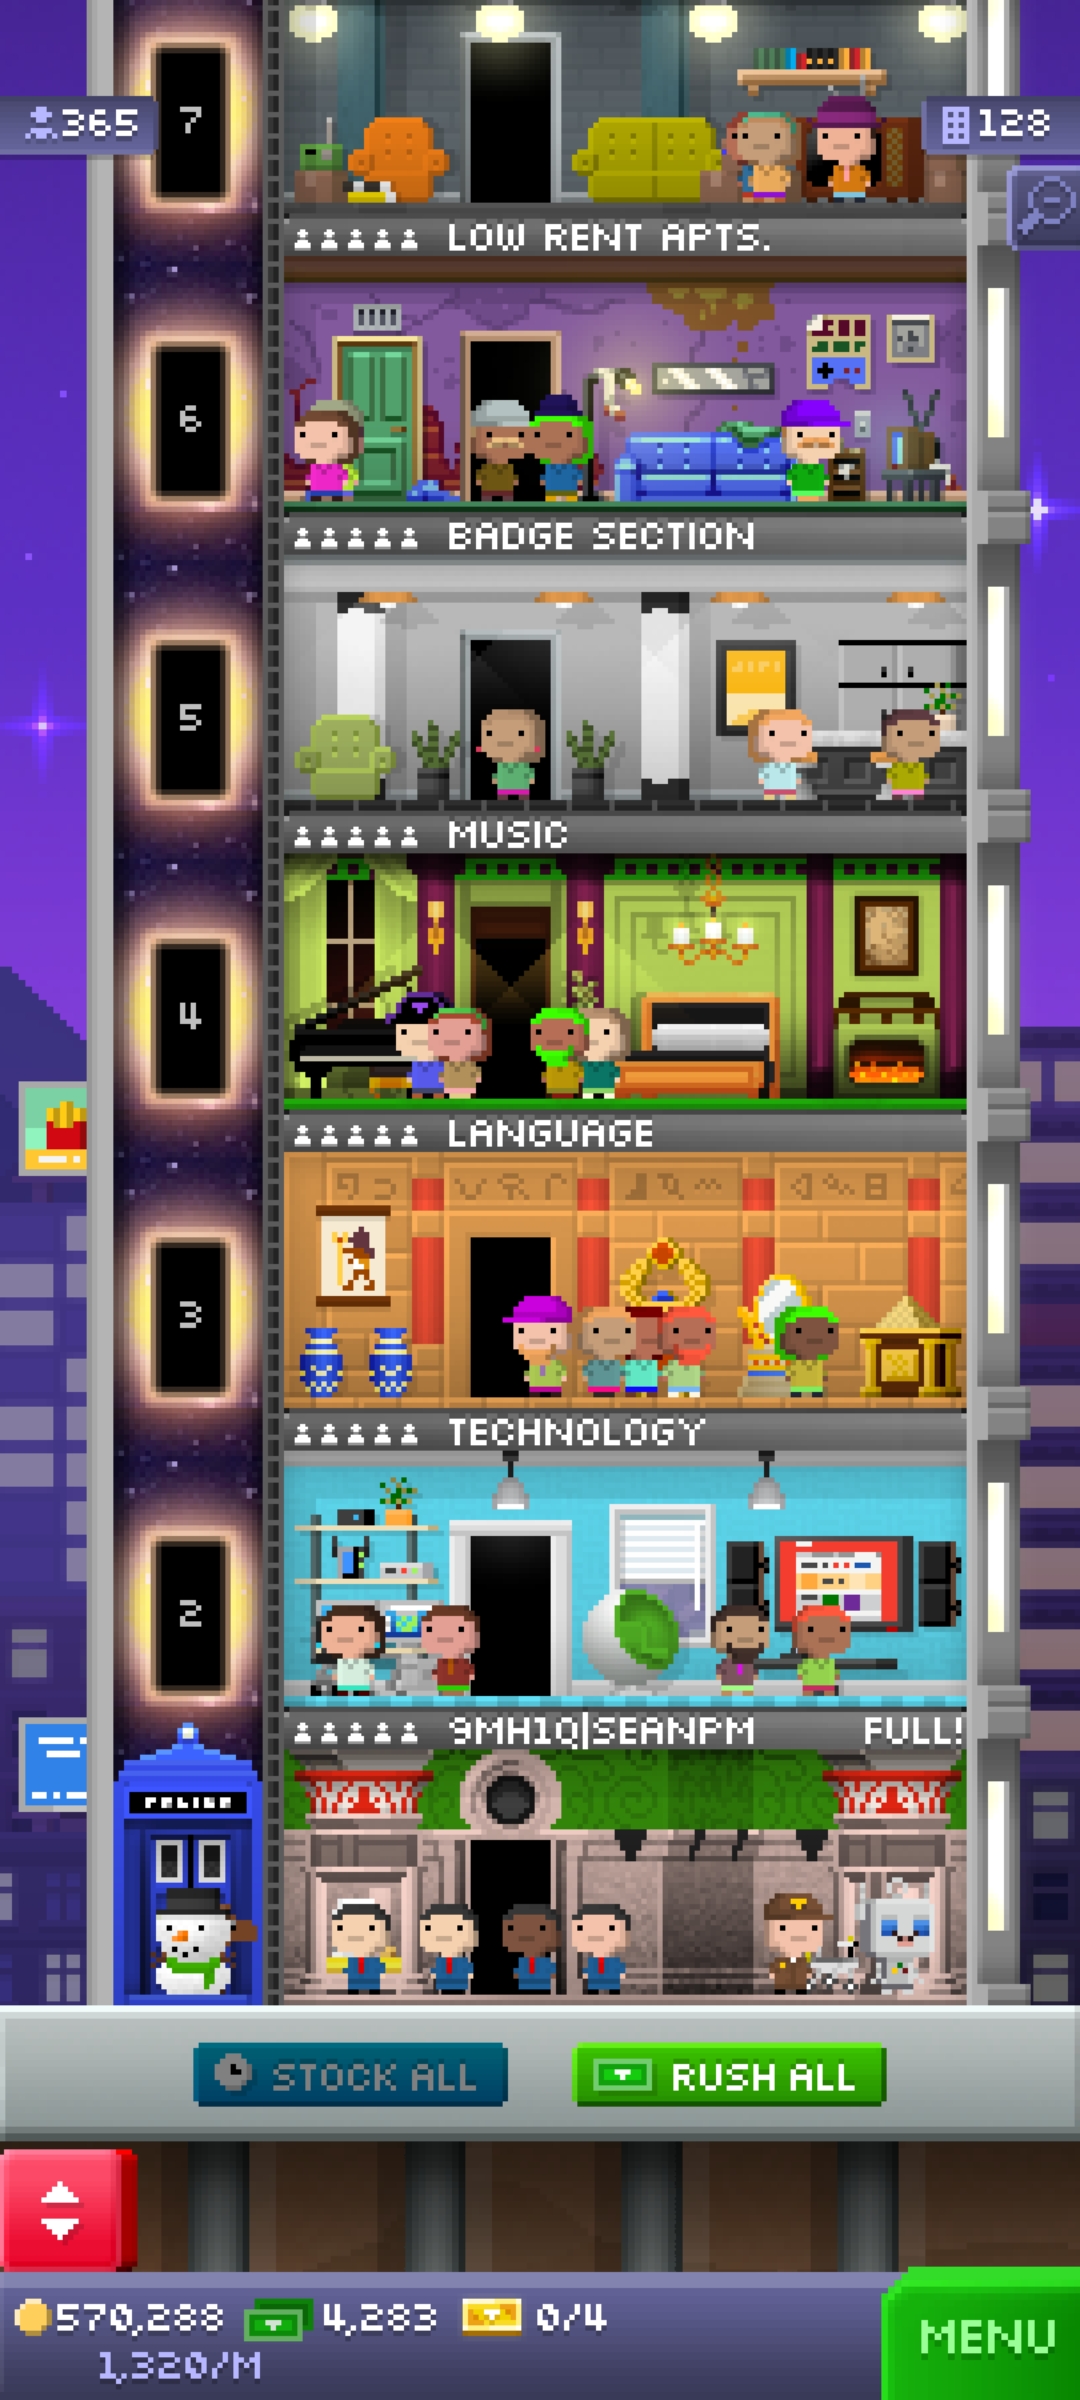 7
365
128
LOW RENT APTS.
6
BADGE SECTION
5
MUSIC
4
LANGUAGE
3
TECHNOLOGY
2
9MH1Q|SEANPM FULL!
POLICE
STOCK ALL RUSH ALL
570,288 4,283 0/4
1,320/M
MENU